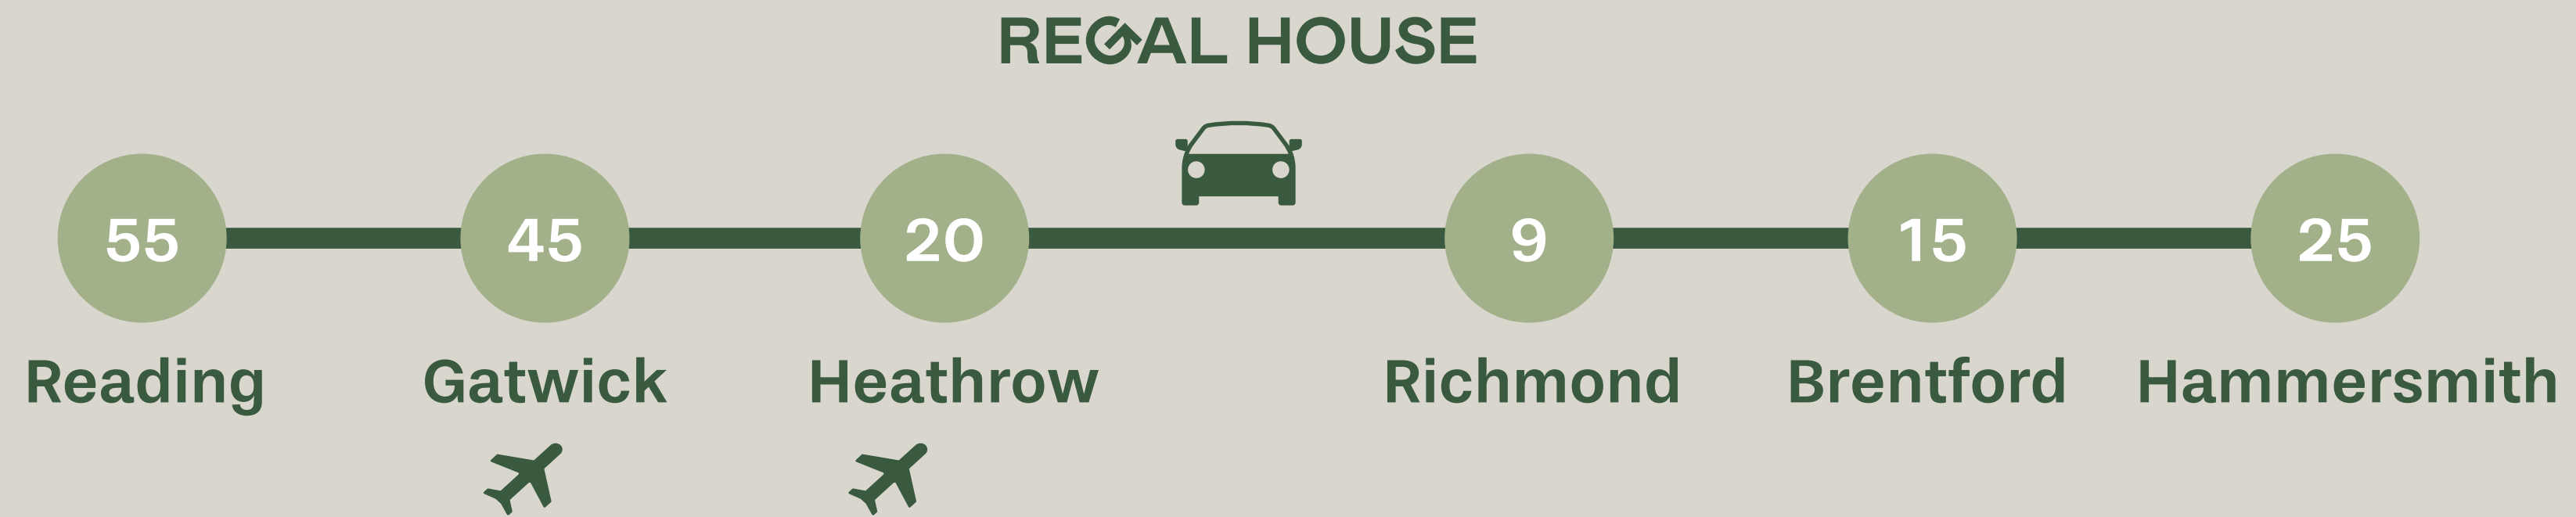 REGAL HOUSE
55 45 20 9 15 25
Reading Gatwick Heathrow Richmond Brentford Hammersmith